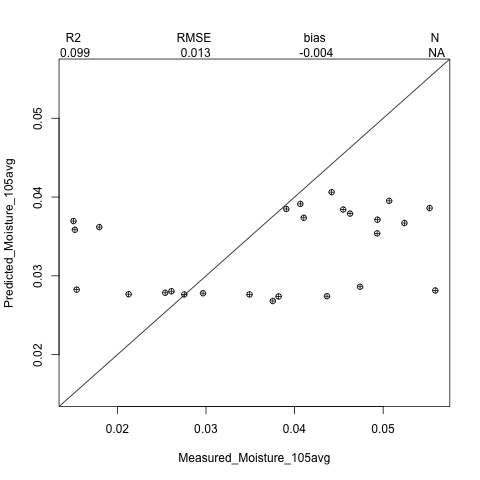 R2 RMSE bias N
0.099 0.013 -0.004 NA
0.05
0.04
0.03
0.02
Predicted_Moisture_105avg
0.02 0.03 0.04 0.05
Measured_Moisture_105avg